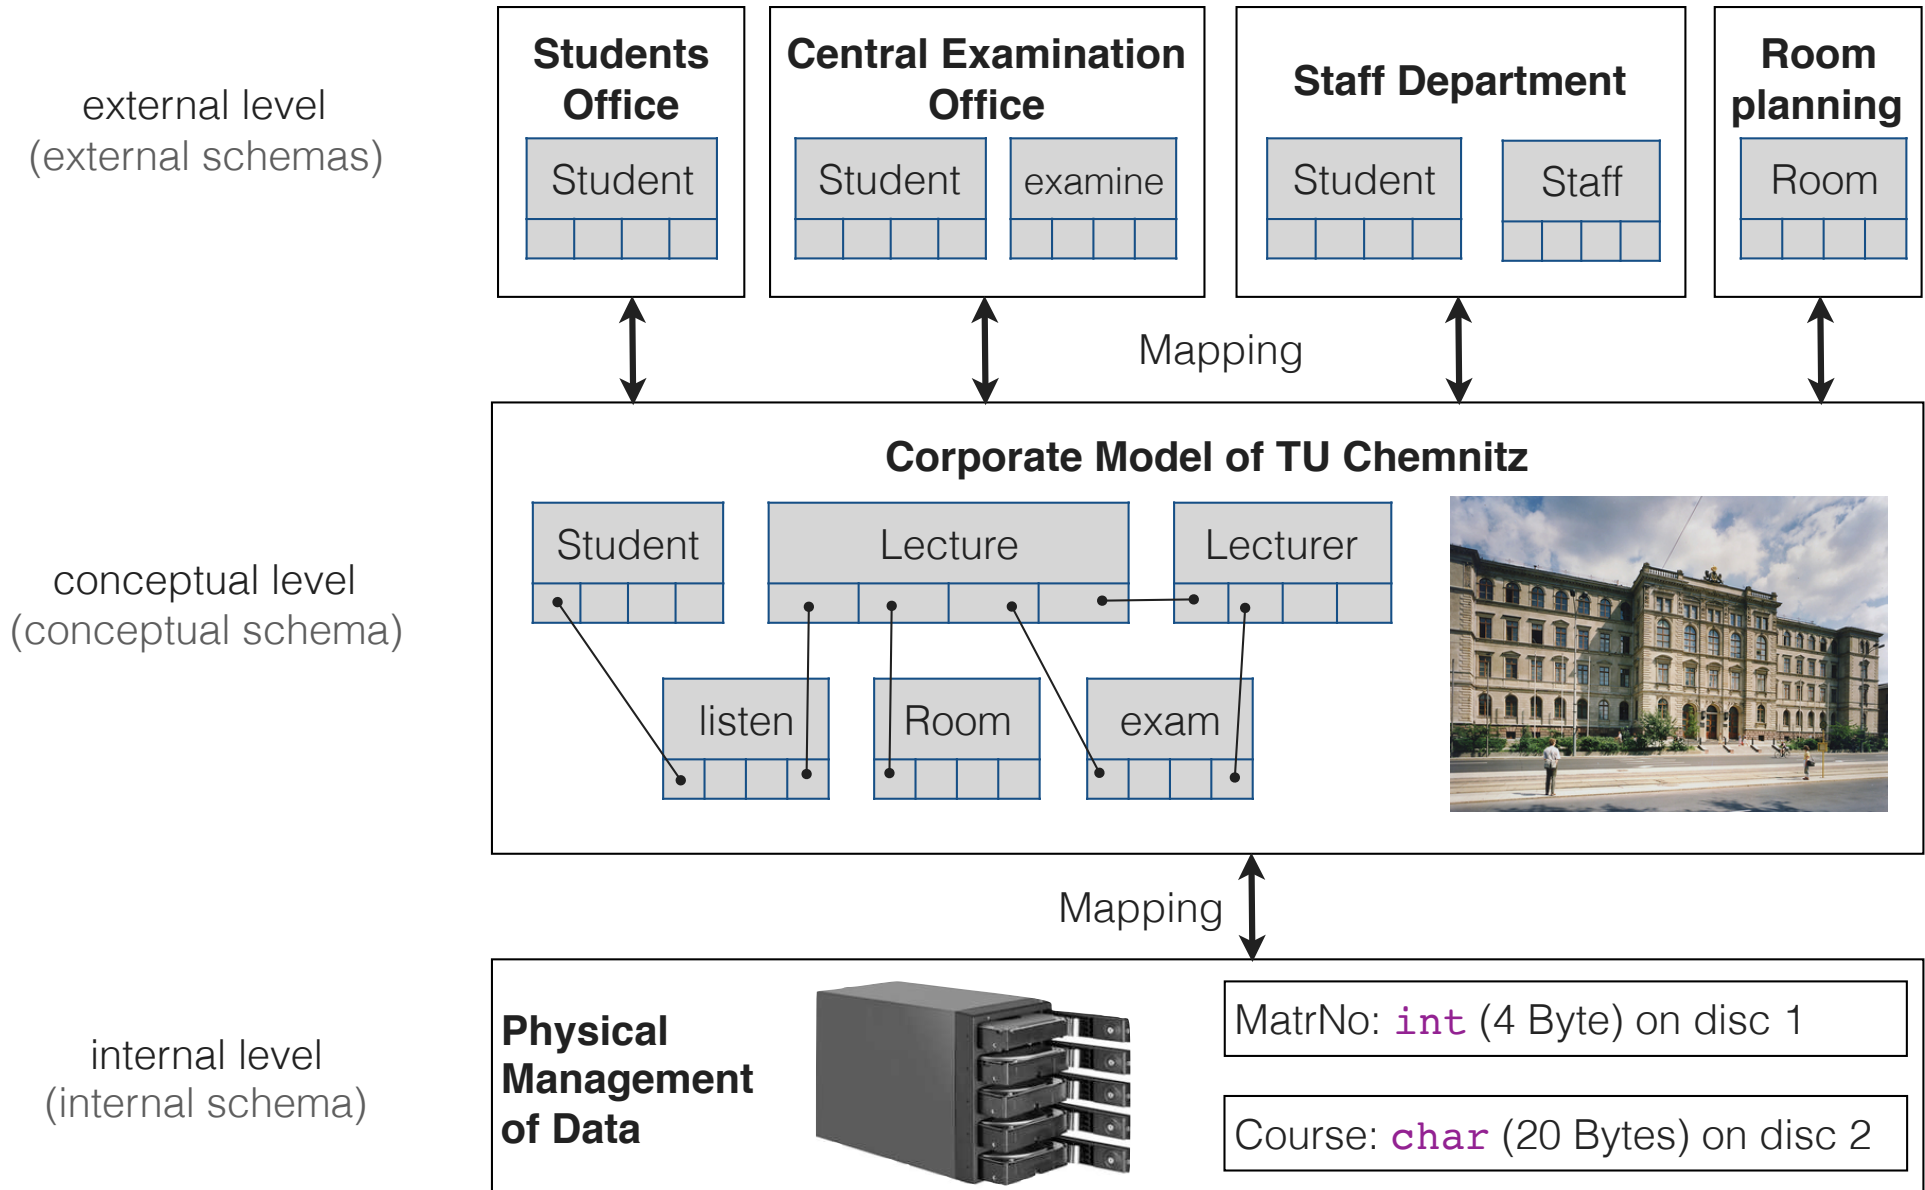 external level
(external schemas)
Students
Office
Student
Central Examination
Office
Student
examine
Staff Department
Student
Staff
Room
planning
Room
Mapping
conceptual level
(conceptual schema)
Corporate Model of TU Chemnitz
Student
Lecture
Lecturer
listen
Room
exam
Mapping
internal level
(internal schema)
Physical
Management
of Data
MatrNo: int (4 Byte) on disc 1
Course: char (20 Bytes) on disc 2